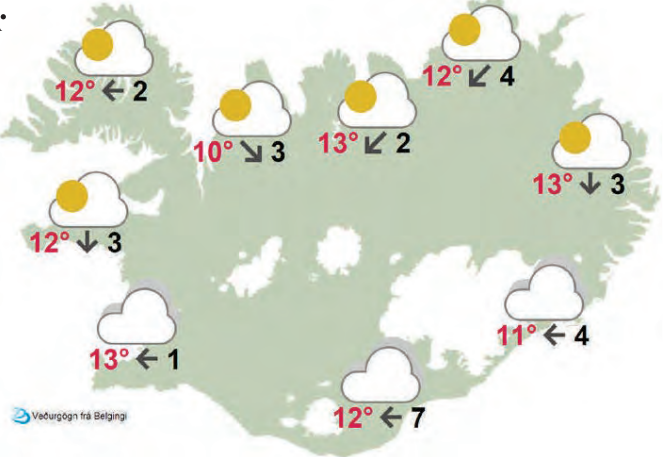 12° ← 2
10° ↘ 3
13° ↙ 2
12° ↙ 4
13° ↓ 3
12° ↓ 3
13° ← 1
12° ← 7
11° ← 4
Veðurgögn frá Belgingi